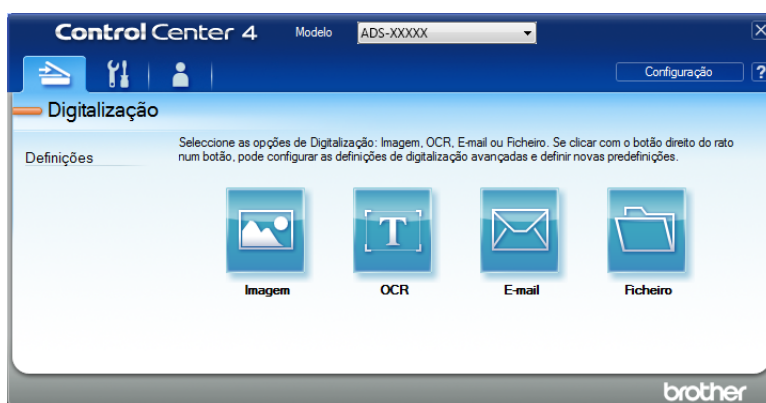 Control Center 4 Modelo ADS-XXXXX
Configuração ?
Digitalização
Definições
Seleccione as opções de Digitalização: Imagem, OCR, E-mail ou Ficheiro. Se clicar com o botão direito do rato
num botão, pode configurar as definições de digitalização avançadas e definir novas predefinições.
T
Imagem OCR E-mail Ficheiro
brother